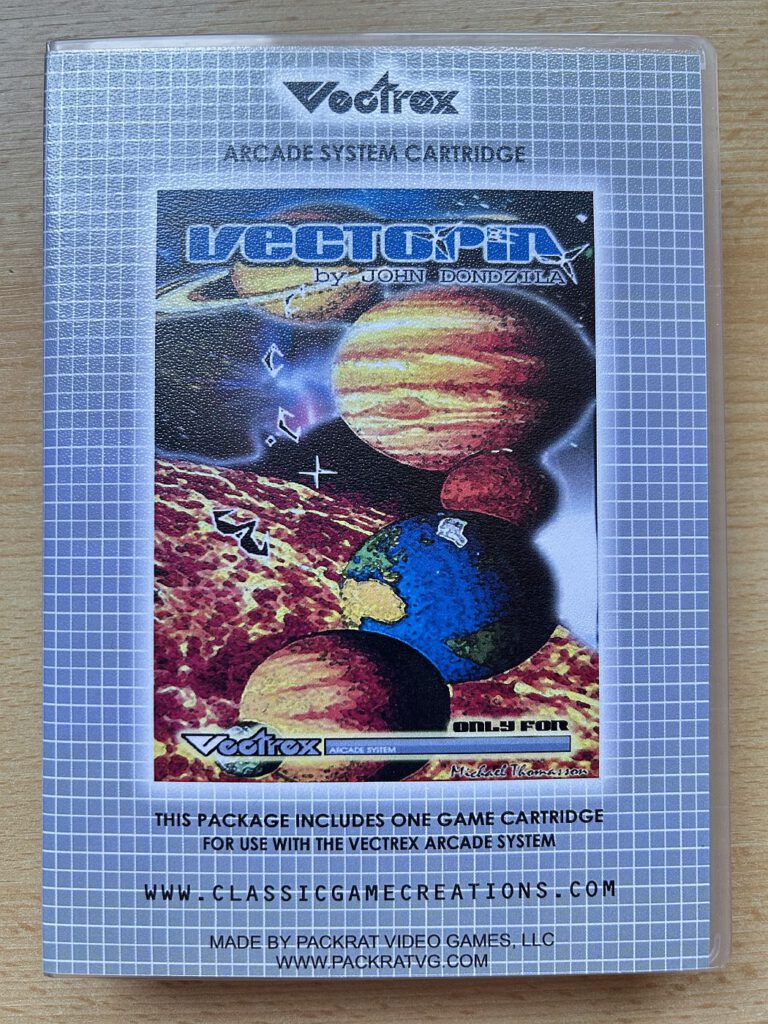 Vectrex
ARCADE SYSTEM CARTRIDGE
VECTOPIA
by JOHN DONDZILA
ONLY FOR
Vectrex ARCADE SYSTEM
Michael Thomasson
THIS PACKAGE INCLUDES ONE GAME CARTRIDGE
FOR USE WITH THE VECTREX ARCADE SYSTEM
WWW.CLASSICGAMECREATIONS.COM
MADE BY PACKRAT VIDEO GAMES, LLC
WWW.PACKRATVG.COM